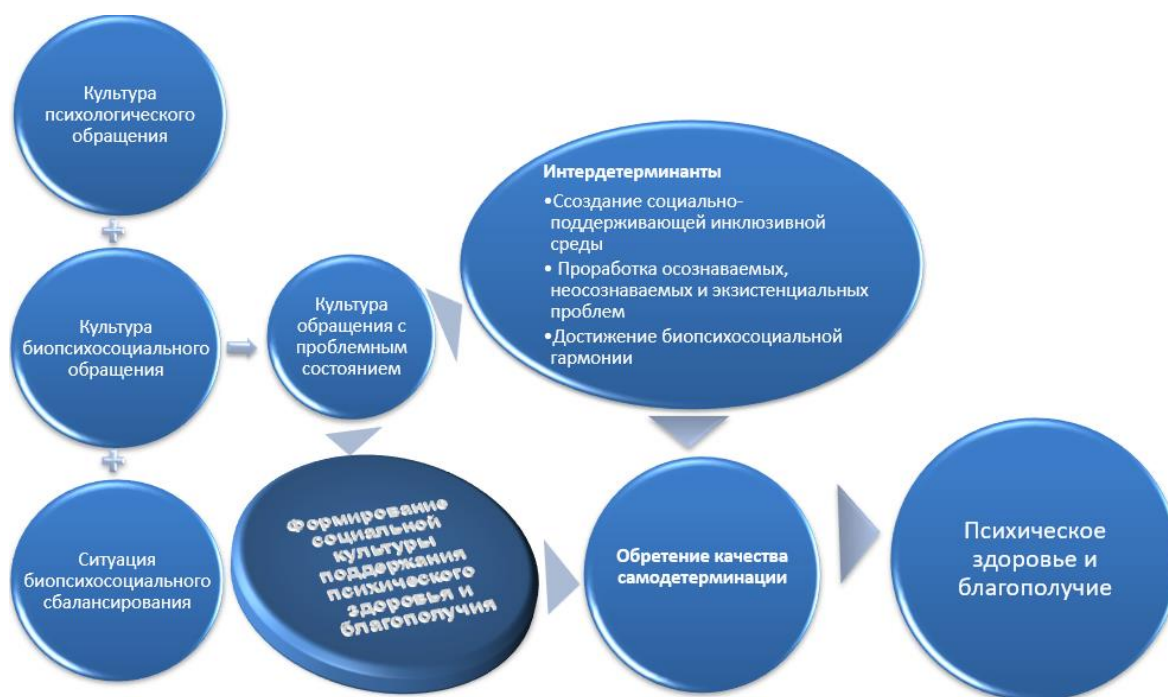 Культура
психологического
обращения
+
Культура
биопсихосоциального
обращения
+
Ситуация
биопсихосоциального
сбалансирования
Культура
обращения с
проблемным
состоянием
Интердетерминанты
•Ссоздание социально-
поддерживающей инклюзивной
среды
• Проработка осознаваемых,
неосознаваемых и экзистенциальных
проблем
•Достижение биопсихосоциальной
гармонии
Формирование
социальной
культуры
поддержания
психического
здоровья и
благополучия
Обретение качества
самодетерминации
Психическое
здоровье и
благополучие